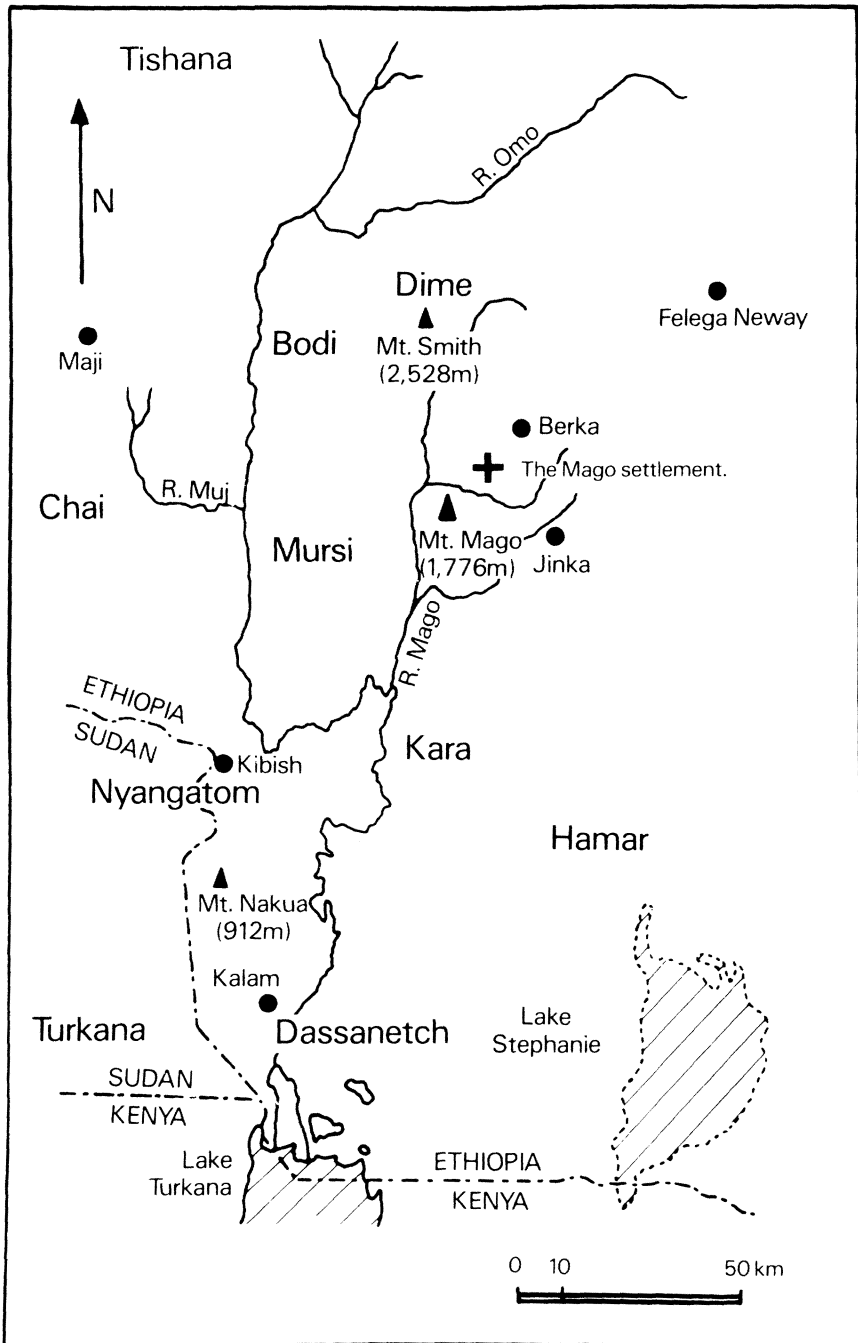 Tishana
R. Omo
N
Dime
Felega Neway
Maji
Bodi
Mt. Smith
(2,528m)
Berka
The Mago settlement.
R. Muj
Chai
Mursi
Mt. Mago
(1,776m)
Jinka
R. Mago
ETHIOPIA
SUDAN
Kibish
Kara
Nyangatom
Hamar
Mt. Nakua
(912m)
Kalam
Turkana
Dassanetch
Lake
Stephanie
SUDAN
KENYA
Lake
Turkana
ETHIOPIA
KENYA
0 10 50 km